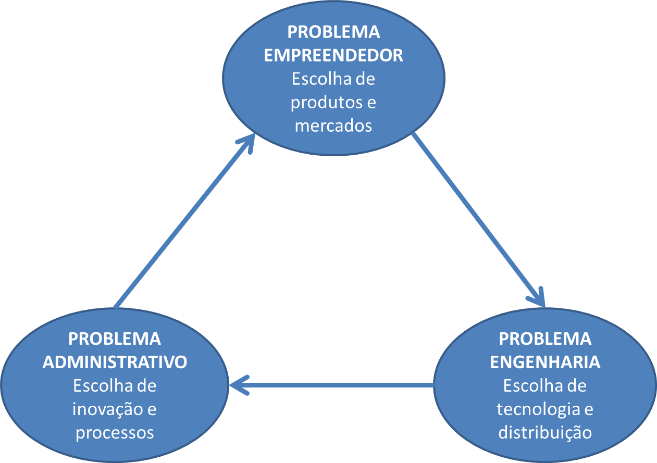 PROBLEMA
EMPREENDEDOR
Escolha de
produtos e
mercados
PROBLEMA
ADMINISTRATIVO
Escolha de
inovação e
processos
PROBLEMA
ENGENHARIA
Escolha de
tecnologia e
distribuição